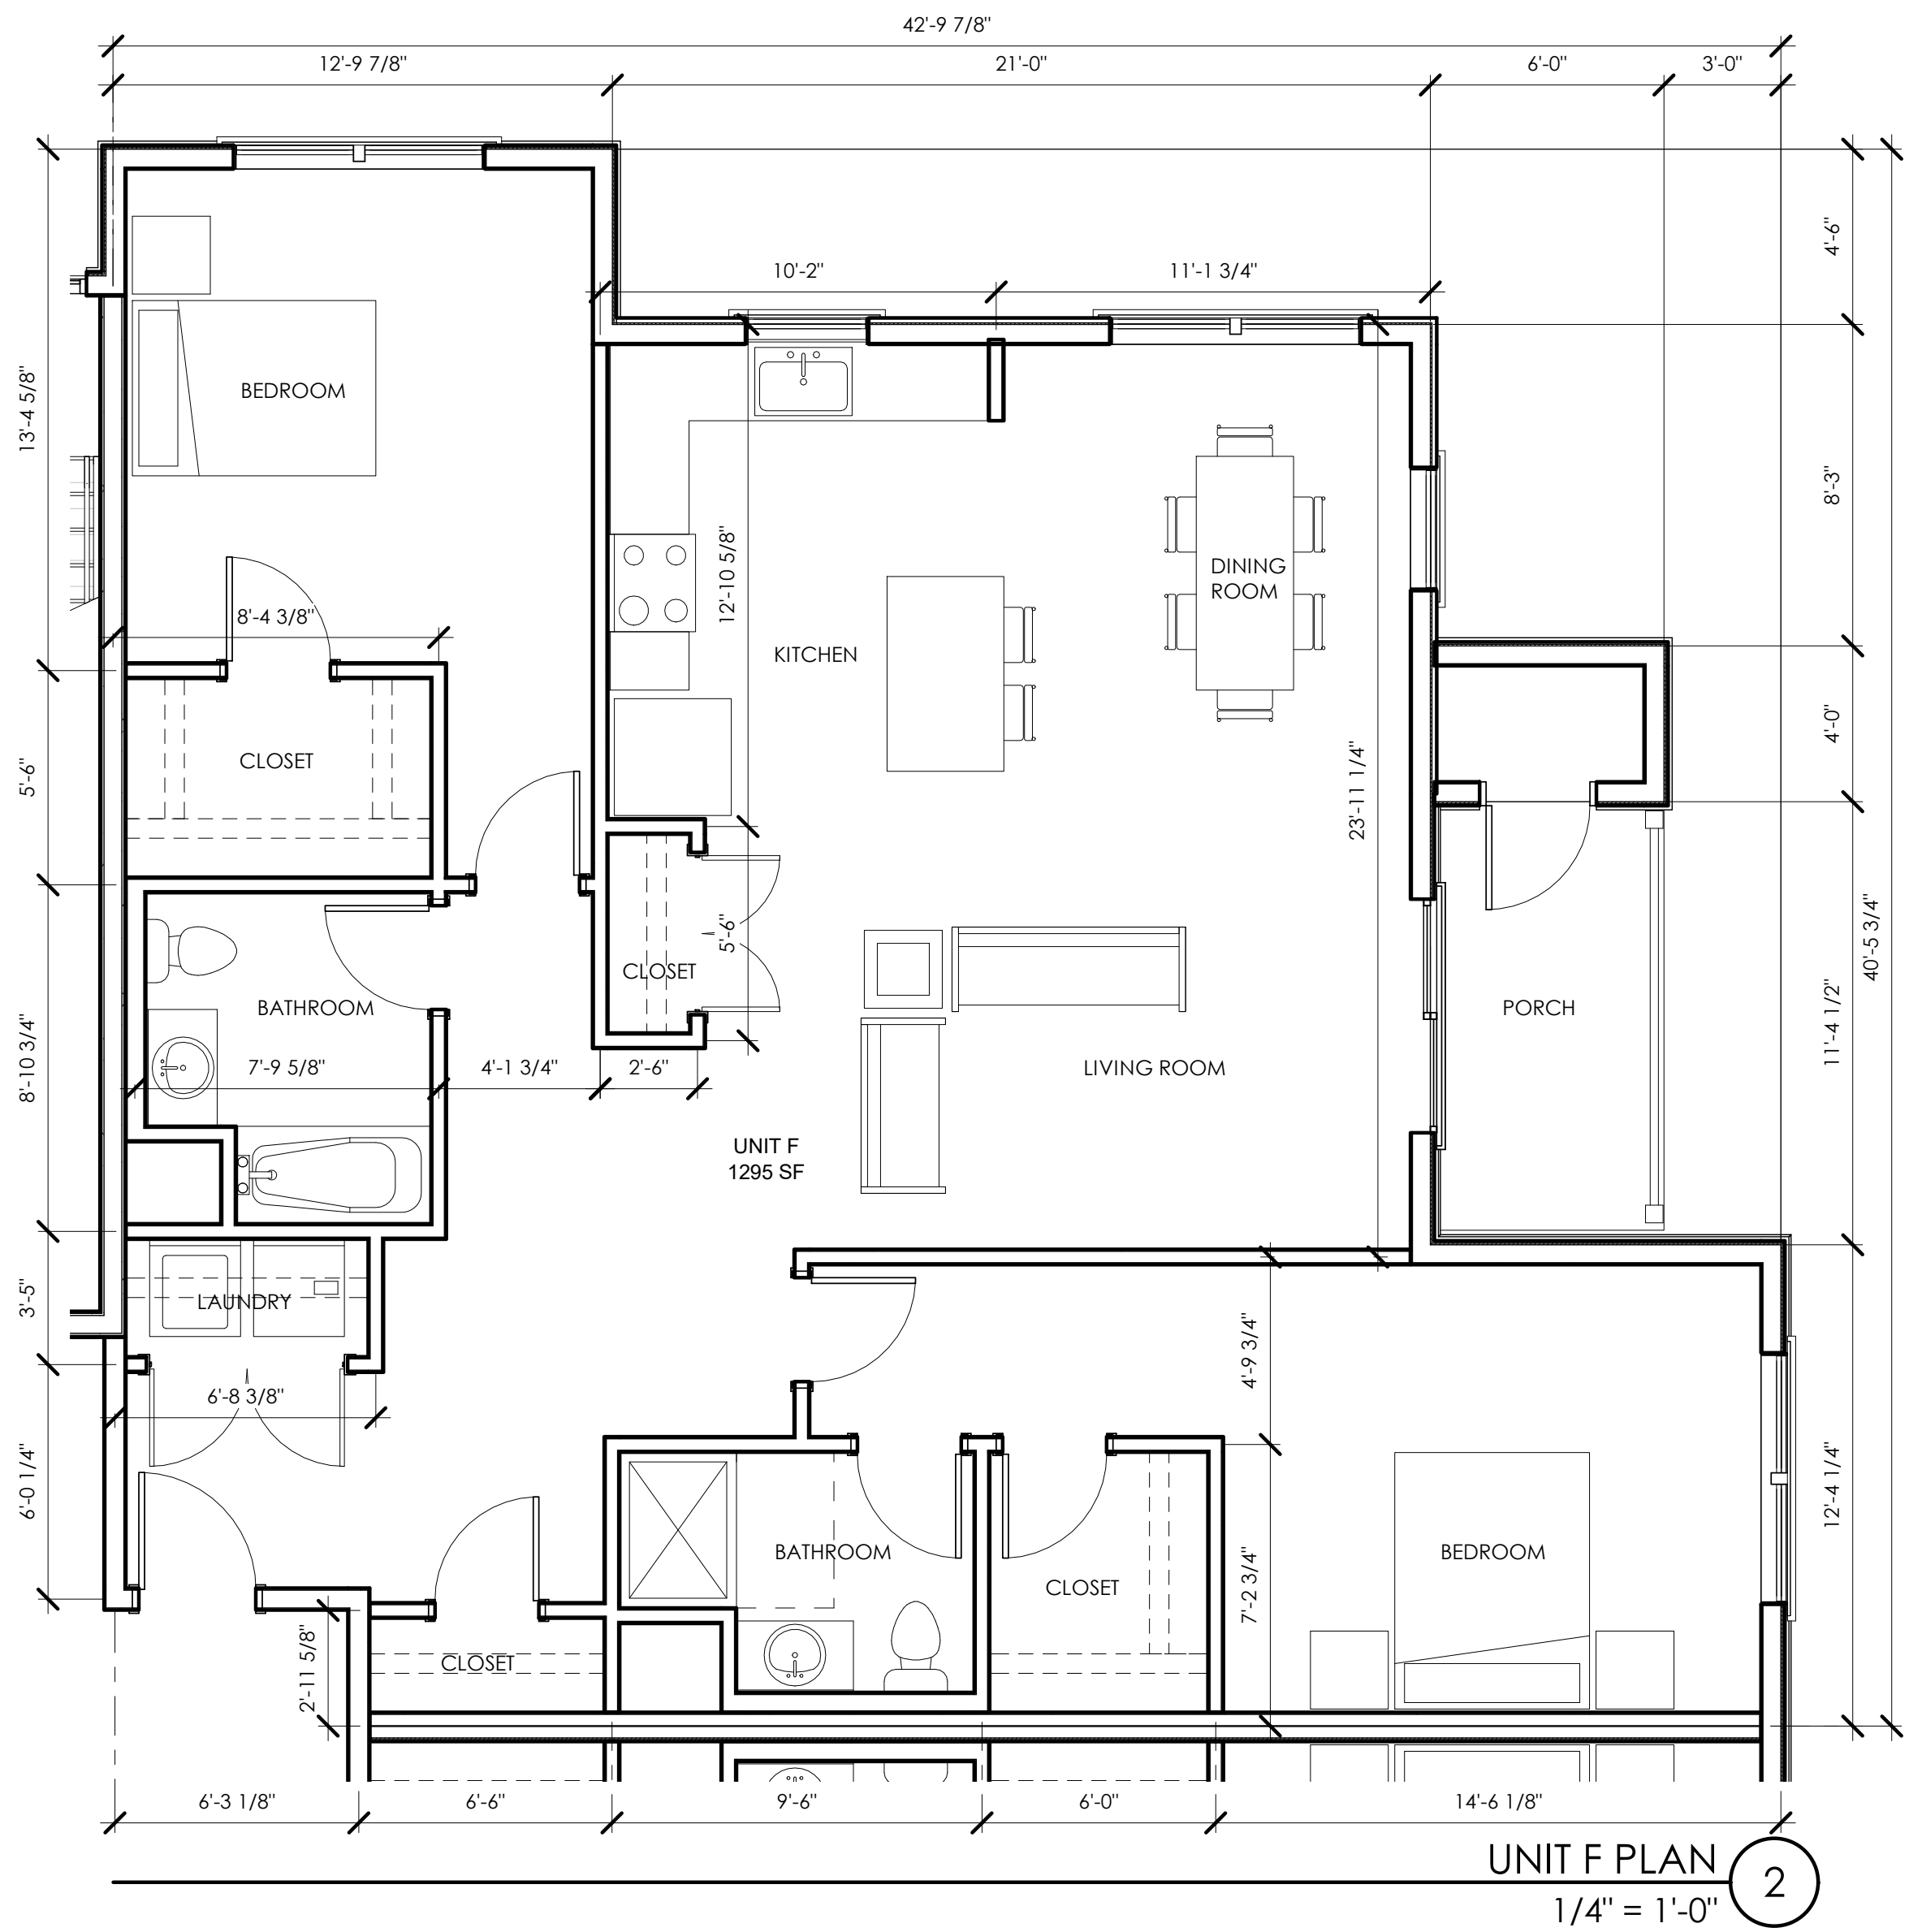 42'-9 7/8"
12'-9 7/8"
21'-0"
6'-0"
3'-0"
4'-6"
10'-2"
11'-1 3/4"
13'-4 5/8"
BEDROOM
8'-3"
12'-10 5/8"
DINING
ROOM
8'-4 3/8"
KITCHEN
4'-0"
CLOSET
5'-6"
23'-11 1/4"
5'-6"
40'-5 3/4"
CLOSET
BATHROOM
PORCH
11'-4 1/2"
8'-10 3/4"
7'-9 5/8"
4'-1 3/4"
2'-6"
LIVING ROOM
UNIT F
1295 SF
3'-5"
LAUNDRY
4'-9 3/4"
6'-8 3/8"
6'-0 1/4"
12'-4 1/4"
BATHROOM
BEDROOM
CLOSET
7'-2 3/4"
2'-11 5/8"
CLOSET
6'-3 1/8"
6'-6"
9'-6"
6'-0"
14'-6 1/8"
UNIT F PLAN
2
1/4" = 1'-0"